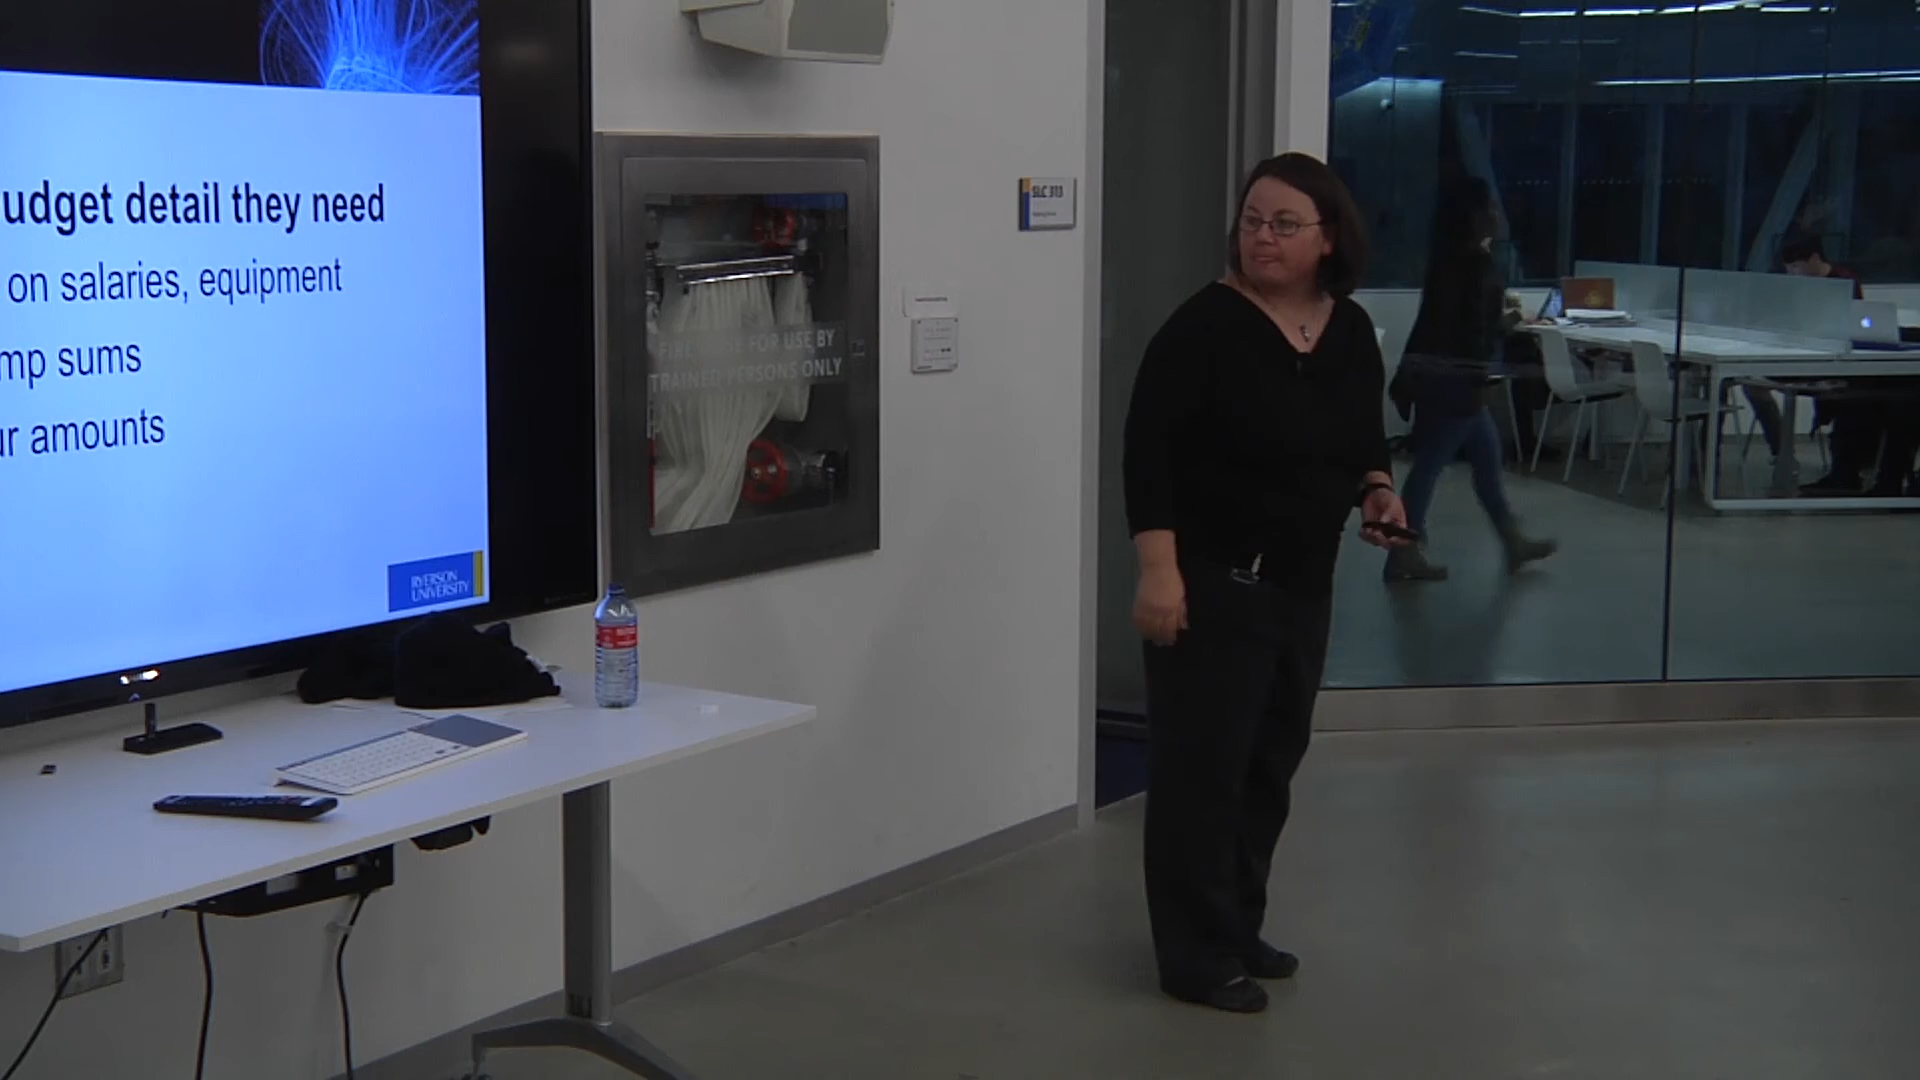 udget detail they need
on salaries, equipment
mp sums
ur amounts
RYERSON
UNIVERSITY
FIRE HOSE FOR USE BY
TRAINED PERSONS ONLY
SLC 313